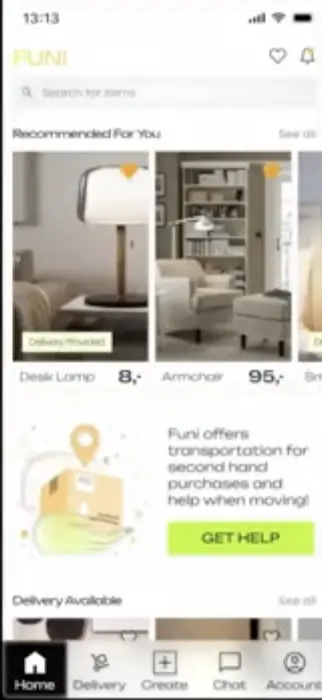 13:13
FUNI
Search for items
Recommended For You
See all
Delivery Provided
Desk Lamp
8,-
Armchair
95,-
Funi offers
transportation for
second hand
purchases and
help when moving!
GET HELP
Delivery Available
See all
Home
Delivery
Create
Chat
Account